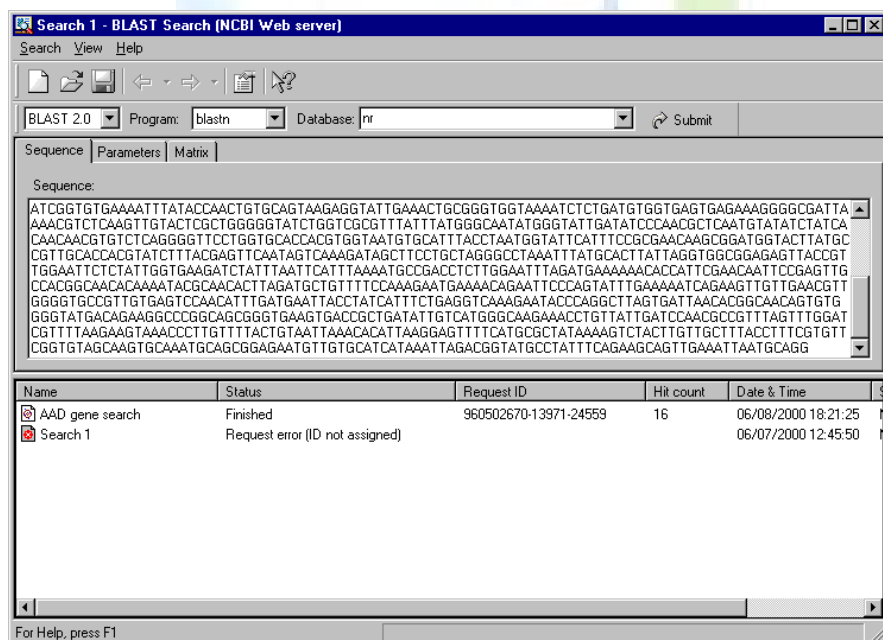 Search 1 - BLAST Search (NCBI Web server)
Search View Help
BLAST 2.0 Program: blastn Database: nr Submit
Sequence Parameters Matrix
Sequence:
ATCGGTGTGAAAATTTATACCAACTGTGCAGTAAGAGGTATTGAAACTGCGGGTGGTAAAATCTCTGATGTGGTGAGTGAGAAAGGGGCGATTA
AAACGTCTCAAGTTGTACTCGCTGGGGGTATCTGGTCGCGTTTATTTATGGGCAATATGGGTATTGATATCCCAACGCTCAATGTATATCTATCA
CAACAACGTGTCTCAGGGGTTCCTGGTGCACCACGTGGTAATGTGCATTTACCTAATGGTATTCATTTCCGCGAACAAGCGGATGGTACTTATGC
CGTTGCACCACGTATCTTTACGAGTTCAATAGTCAAAGATAGCTTCCTGCTAGGGCCTAAATTTATGCACTTATTAGGTGGCGGAGAGTTACCGT
TGGAATTCTCTATTGGTGAAGATCTATTTAATTCATTTAAAATGCCGACCTCTTGGAATTTAGATGAAAAAACACCATTCGAACAATTCCGAGTTG
CCACGGCAACACAAAATACGCAACACTTAGATGCTGTTTTCCAAAGAATGAAAACAGAATTCCCAGTATTTGAAAAATCAGAAGTTGTTGAACGTT
GGGGGTGCCGTTGTGAGTCCAACATTTGATGAATTACCTATCATTTCTGAGGTCAAAGAATACCCAGGCTTAGTGATTAACACGGCAACAGTGTG
GGGTATGACAGAAGGCCCGGCAGCGGGTGAAGTGACCGCTGATATTGTCATGGGCAAGAAACCTGTTATTGATCCAACGCCGTTTAGTTTGGAT
CGTTTTAAGAAGTAAACCCTTGTTTTACTGTAATTAAACACATTAAGGAGTTTTCATGCGCTATAAAAGTCTACTTGTTGCTTTACCTTTCGTGTT
CGGTGTAGCAAGTGCAAATGCAGCGGAGAATGTTGTGCATCATAAATTAGACGGTATGCCTATTTCAGAAGCAGTTGAAATTAATGCAGG
Name Status Request ID Hit count Date & Time
AAD gene search Finished 960502670-13971-24559 16 06/08/2000 18:21:25
Search 1 Request error (ID not assigned) 06/07/2000 12:45:50
For Help, press F1